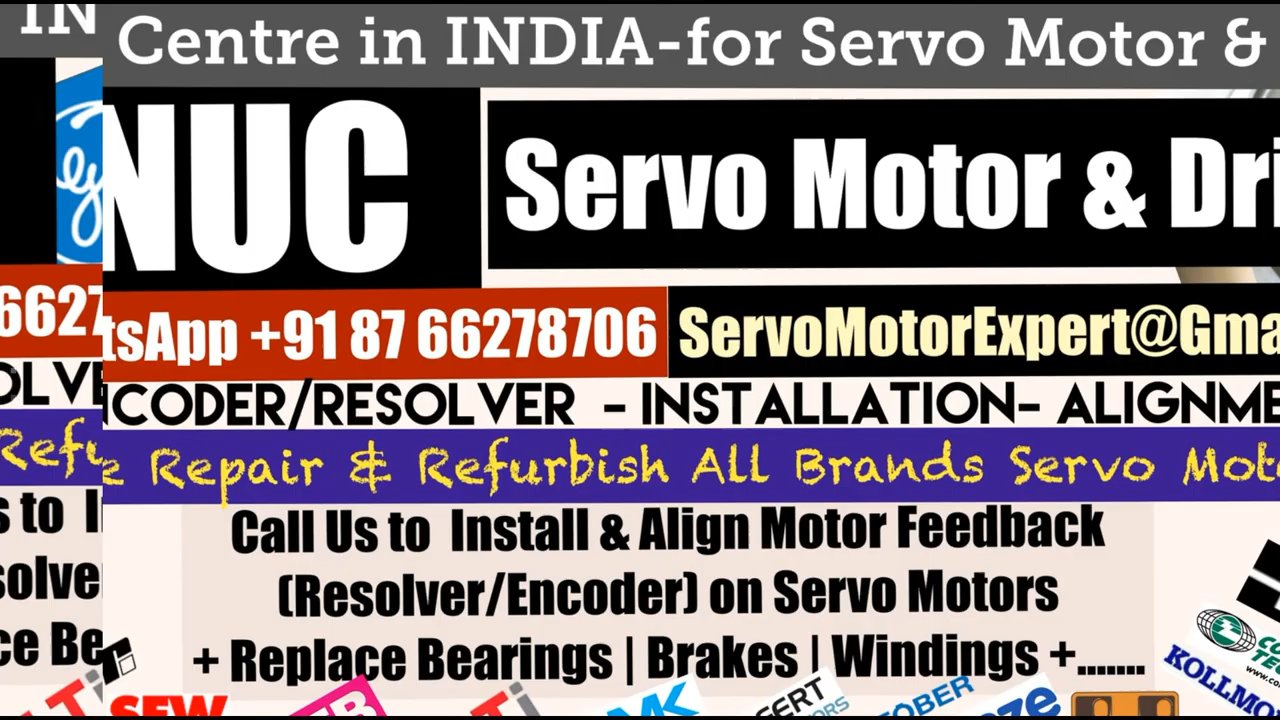 IN
Centre in INDIA-for Servo Motor &
NUC
Servo Motor & Dri
6627
tsApp +91 87 66278706
ServoMotorExpert@Gma
OLVE
CODER/RESOLVER - INSTALLATION- ALIGNME
Refu
Repair & Refurbish All Brands Servo Moto
s to I
Call Us to Install & Align Motor Feedback
solve
(Resolver/Encoder) on Servo Motors
ce Be
+ Replace Bearings | Brakes | Windings +.......
SEW
KOLLMO